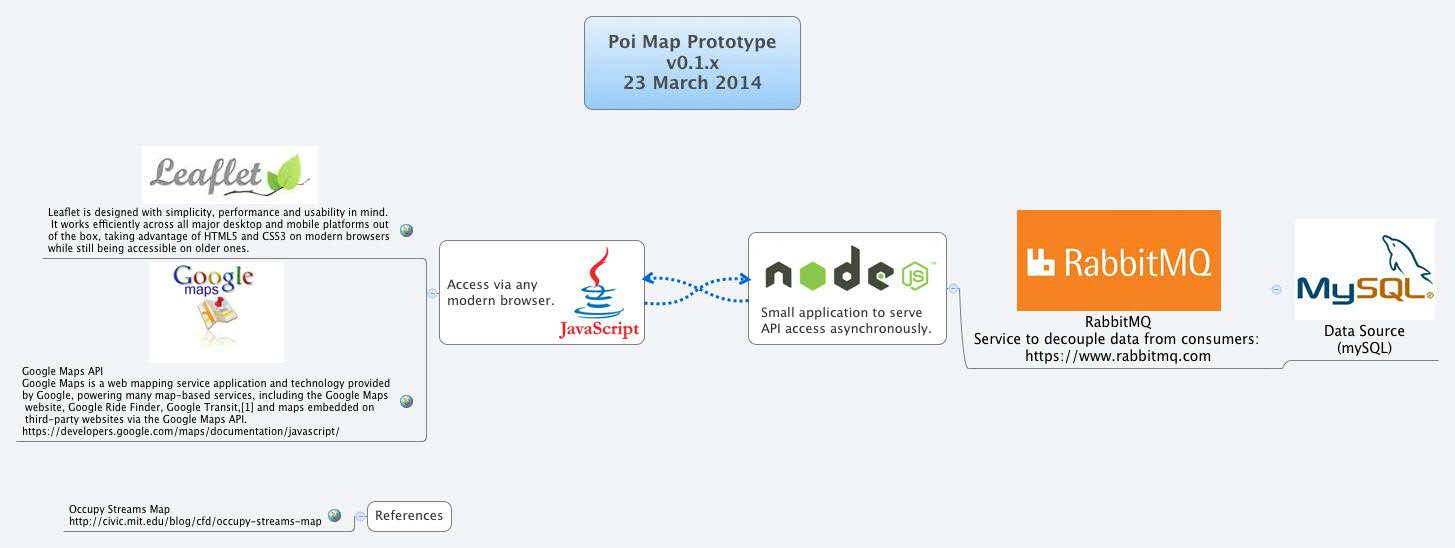 Poi Map Prototype
v0.1.x
23 March 2014
Leaflet
Leaflet is designed with simplicity, performance and usability in mind.
It works efficiently across all major desktop and mobile platforms out
of the box, taking advantage of HTML5 and CSS3 on modern browsers
while still being accessible on older ones.
Google
maps
Google Maps API
Google Maps is a web mapping service application and technology provided
by Google, powering many map-based services, including the Google Maps
website, Google Ride Finder, Google Transit,[1] and maps embedded on
third-party websites via the Google Maps API.
https://developers.google.com/maps/documentation/javascript/
Access via any
modern browser.
JavaScript
node
JS™
Small application to serve
API access asynchronously.
RabbitMQ
RabbitMQ
Service to decouple data from consumers:
https://www.rabbitmq.com
MySQL®
Data Source
(mySQL)
Occupy Streams Map
http://civic.mit.edu/blog/cfd/occupy-streams-map
References